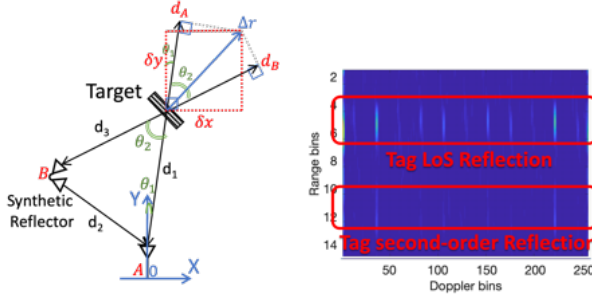 d_A
Δr
θ_1
δy
θ_2
d_B
Target
δx
d_3
θ_2
d_1
B
Synthetic
Reflector
θ_1
Y
d_2
A
0
X
2
4
6
8
10
12
14
Range bins
Tag LoS Reflection
Tag second-order Reflection
50
100
150
200
250
Doppler bins